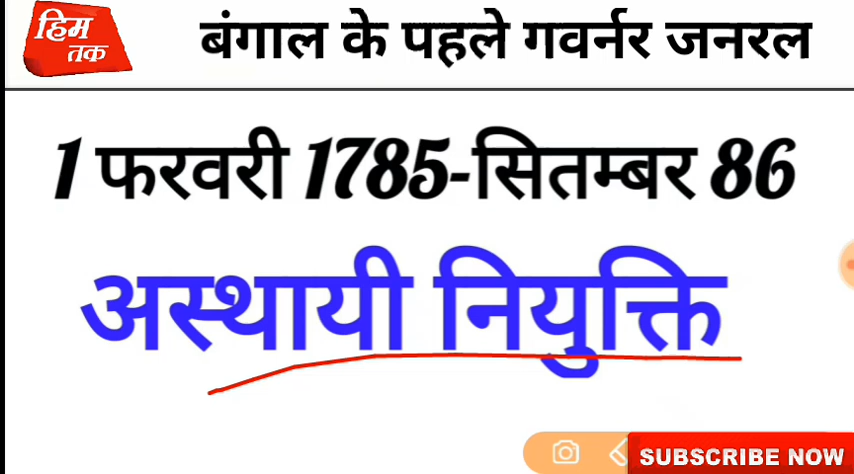 हिम
तक
बंगाल के पहले गवर्नर जनरल
1 फरवरी 1785-सितम्बर 86
अस्थायी नियुक्ति
SUBSCRIBE NOW